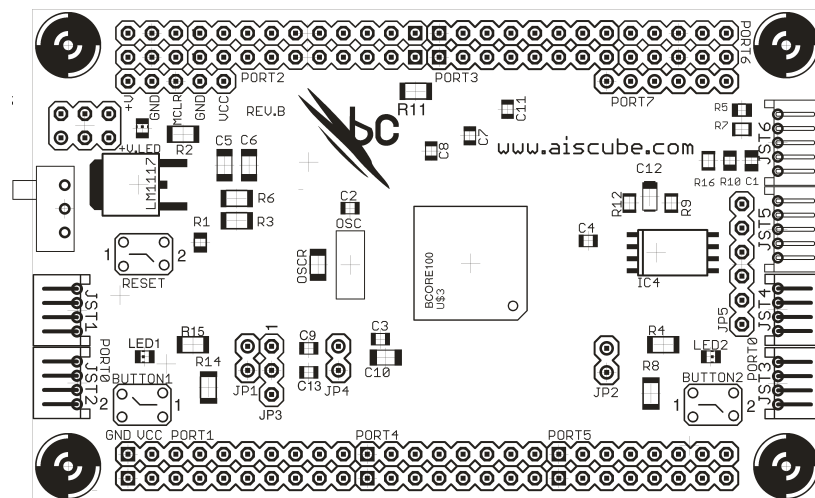 PORT2
PORT3
PORT6
PORT7
+V
GND
MCLR
GND
VCC
REV.B
R11
C11
bc
C7
C8
www.aiscube.com
R5
R7
JST6
R16
R10
C1
+V.LED
R2
C5
C6
LM1117
R6
R3
C2
OSC
R1
C12
R12
R9
C4
JST5
1
2
RESET
OSCR
BCORE100
U$3
IC4
JP5
JST4
JST1
PORT0
LED1
R15
1
C9
C3
R4
LED2
PORT0
JST2
BUTTON1
2
1
R14
JP1
JP3
C13
JP4
C10
JP2
R8
BUTTON2
2
1
JST3
GND
VCC
PORT1
PORT4
PORT5